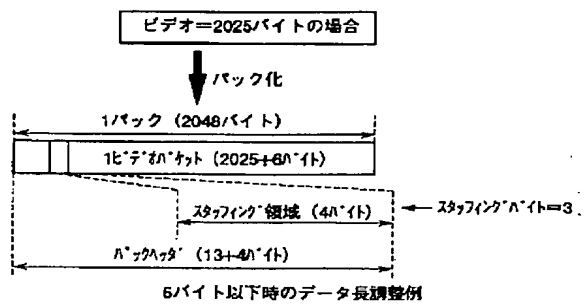 ビデオ=2025バイトの場合
パック化
1パック(2048バイト)
1ビデオパケット(2025+6バイト)
スタッフィング領域(4バイト)
スタッフィングバイト=3
パックヘッダ(13+4バイト)
6バイト以下時のデータ長調整例